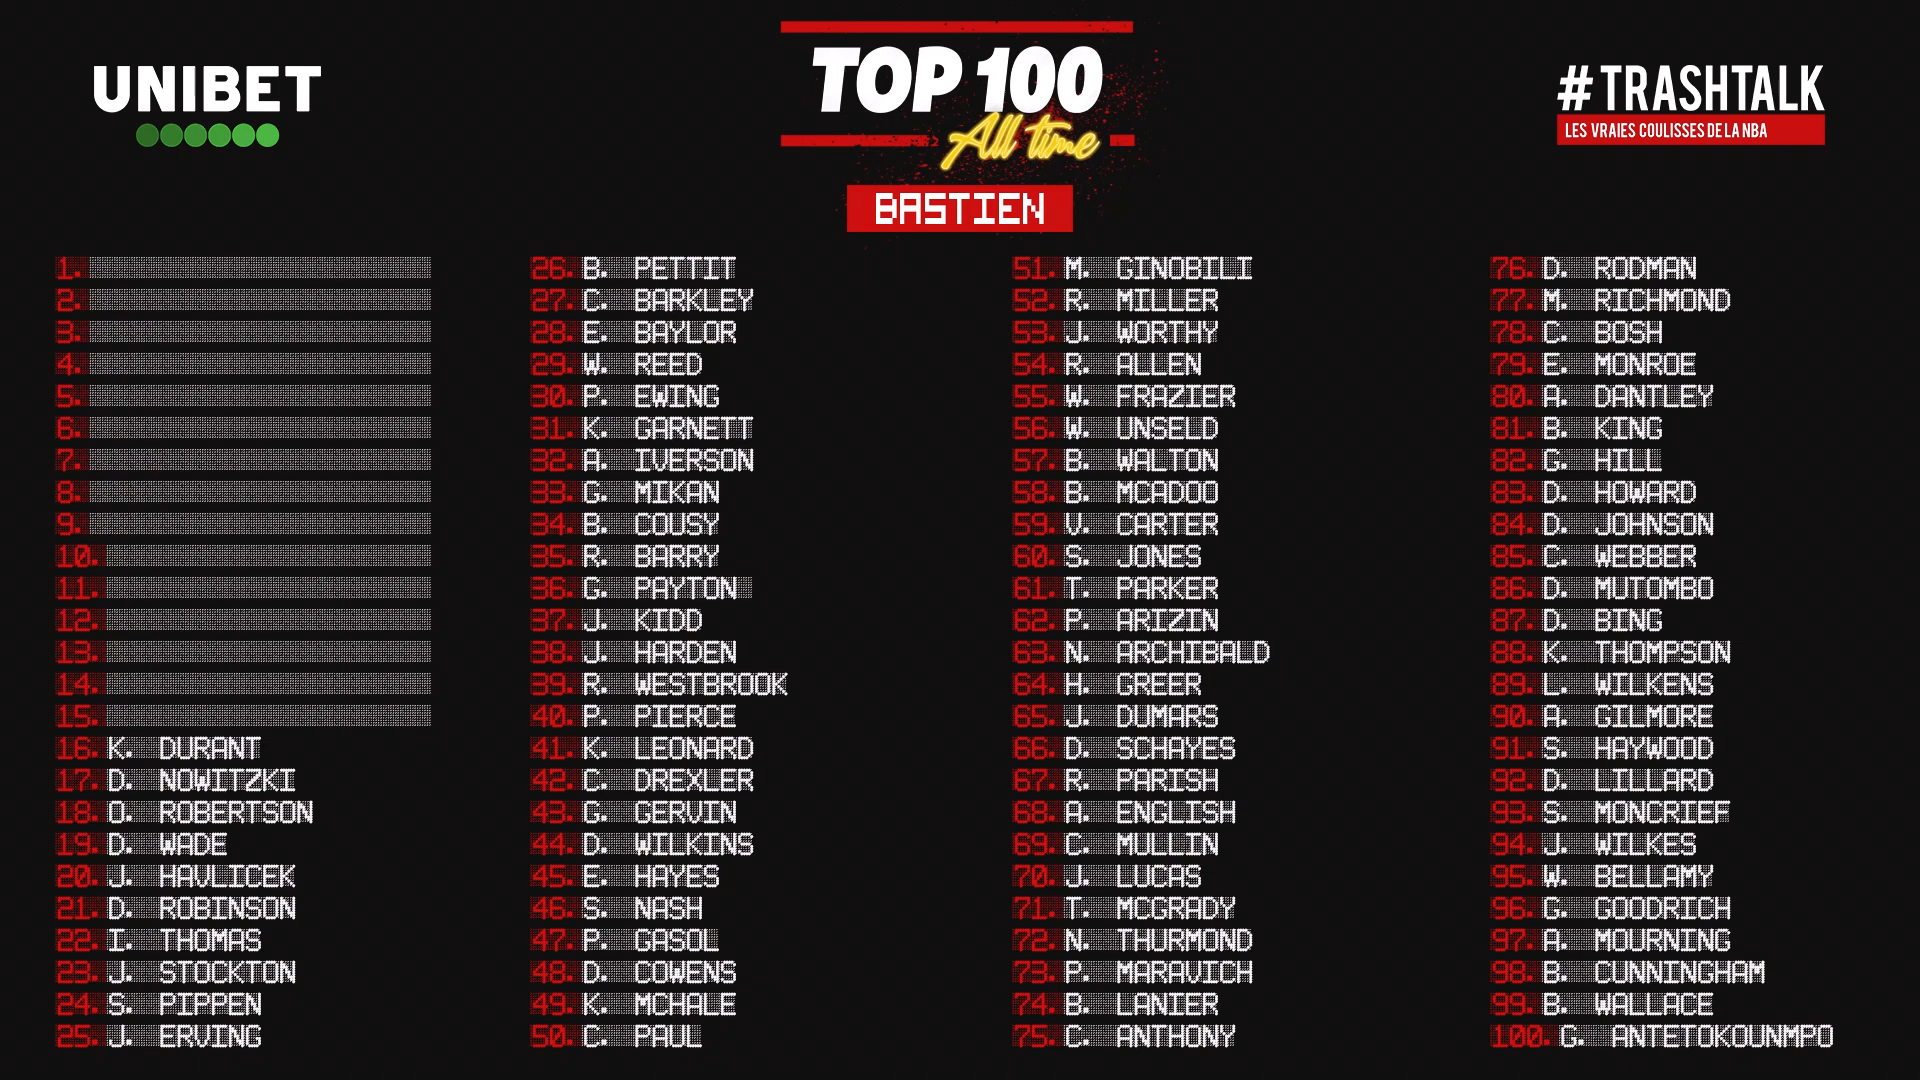 UNIBET
TOP 100
All time
#TRASHTALK
LES VRAIES COULISSES DE LA NBA
BASTIEN
1.
2.
3.
4.
5.
6.
7.
8.
9.
10.
11.
12.
13.
14.
15.
16. K. DURANT
17. D. NOWITZKI
18. O. ROBERTSON
19. D. WADE
20. J. HAVLICEK
21. D. ROBINSON
22. I. THOMAS
23. J. STOCKTON
24. S. PIPPEN
25. J. ERVING
26. B. PETTIT
27. C. BARKLEY
28. E. BAYLOR
29. W. REED
30. P. EWING
31. K. GARNETT
32. A. IVERSON
33. G. MIKAN
34. B. COUSY
35. R. BARRY
36. G. PAYTON
37. J. KIDD
38. J. HARDEN
39. R. WESTBROOK
40. P. PIERCE
41. K. LEONARD
42. C. DREXLER
43. G. GERVIN
44. D. WILKINS
45. E. HAYES
46. S. NASH
47. P. GASOL
48. D. COWENS
49. K. MCHALE
50. C. PAUL
51. M. GINOBILI
52. R. MILLER
53. J. WORTHY
54. R. ALLEN
55. W. FRAZIER
56. W. UNSELD
57. B. WALTON
58. B. MCADOO
59. V. CARTER
60. S. JONES
61. T. PARKER
62. P. ARIZIN
63. N. ARCHIBALD
64. H. GREER
65. J. DUMARS
66. D. SCHAYES
67. R. PARISH
68. A. ENGLISH
69. C. MULLIN
70. J. LUCAS
71. T. MCGRADY
72. N. THURMOND
73. P. MARAVICH
74. B. LANIER
75. C. ANTHONY
76. D. RODMAN
77. M. RICHMOND
78. C. BOSH
79. E. MONROE
80. A. DANTLEY
81. B. KING
82. G. HILL
83. D. HOWARD
84. D. JOHNSON
85. C. WEBBER
86. D. MUTOMBO
87. D. BING
88. K. THOMPSON
89. L. WILKENS
90. A. GILMORE
91. S. HAYWOOD
92. D. LILLARD
93. S. MONCRIEF
94. J. WILKES
95. W. BELLAMY
96. G. GOODRICH
97. A. MOURNING
98. B. CUNNINGHAM
99. B. WALLACE
100. G. ANTETOKOUNMPO